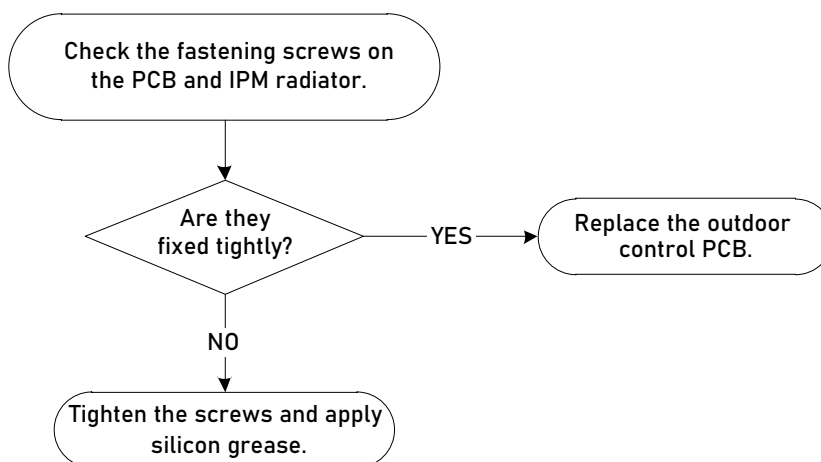 Check the fastening screws on
the PCB and IPM radiator.
Are they
fixed tightly?
YES
Replace the outdoor
control PCB.
NO
Tighten the screws and apply
silicon grease.